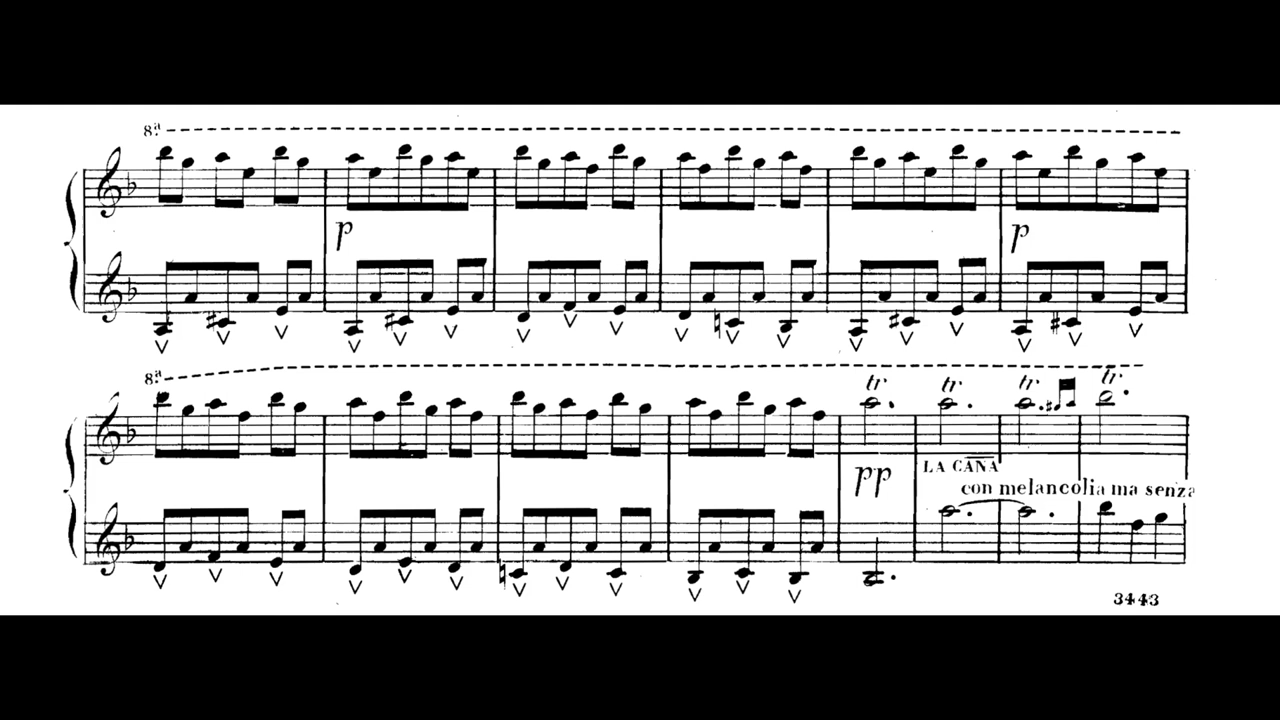 8ª
p
p
8ª
tr.
tr.
tr.
tr.
pp
LA CAÑA
con melancolia ma senza
3443